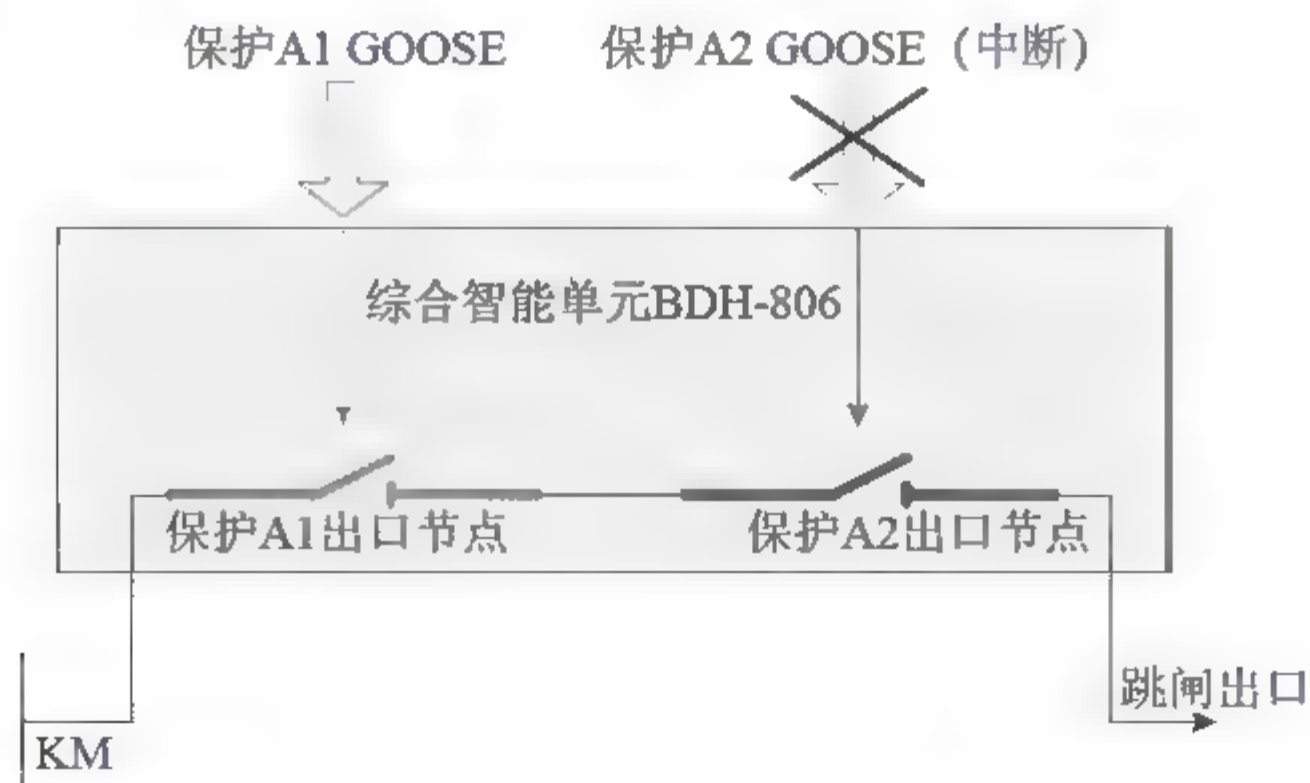 保护A1 GOOSE
保护A2 GOOSE（中断）
综合智能单元BDH-806
保护A1出口节点
保护A2出口节点
跳闸出口
KM